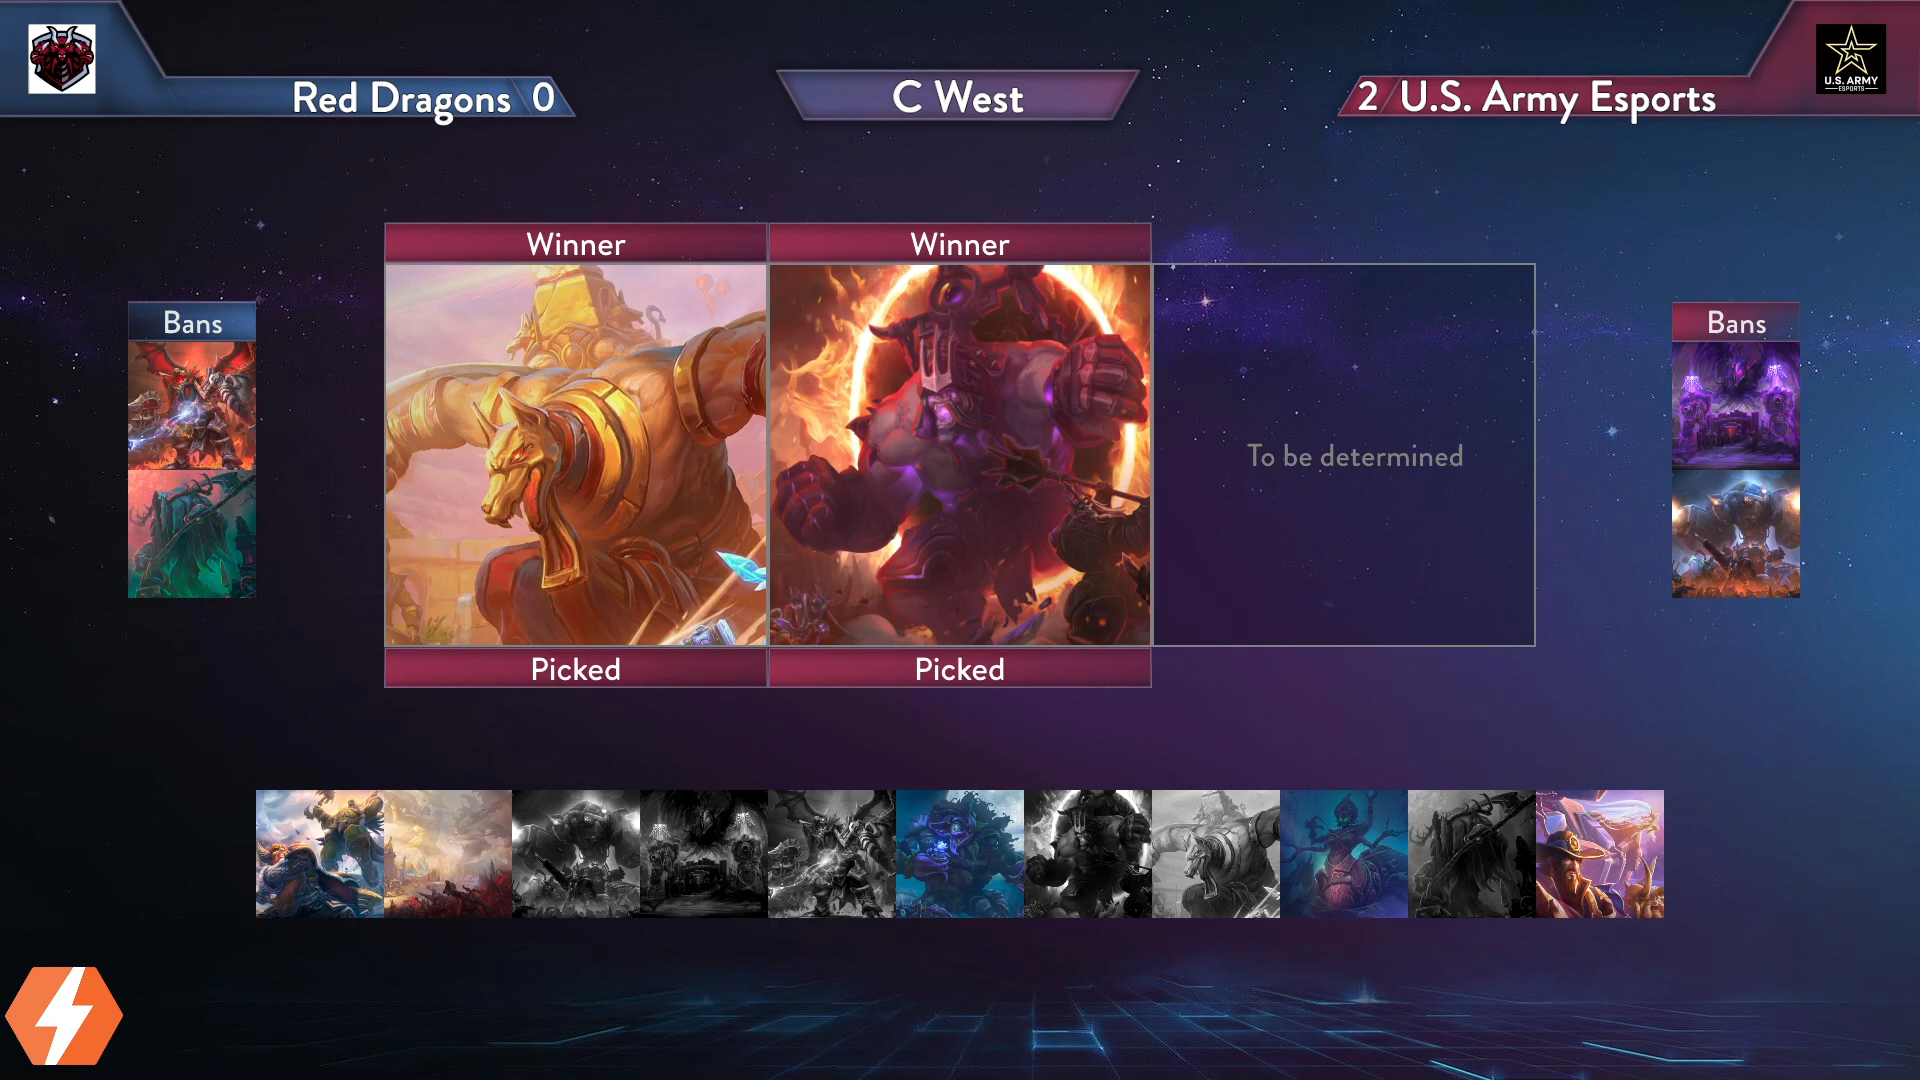 Red Dragons 0
C West
2 U.S. Army Esports
U.S. ARMY
ESPORTS
Winner
Winner
Bans
Bans
To be determined
Picked
Picked